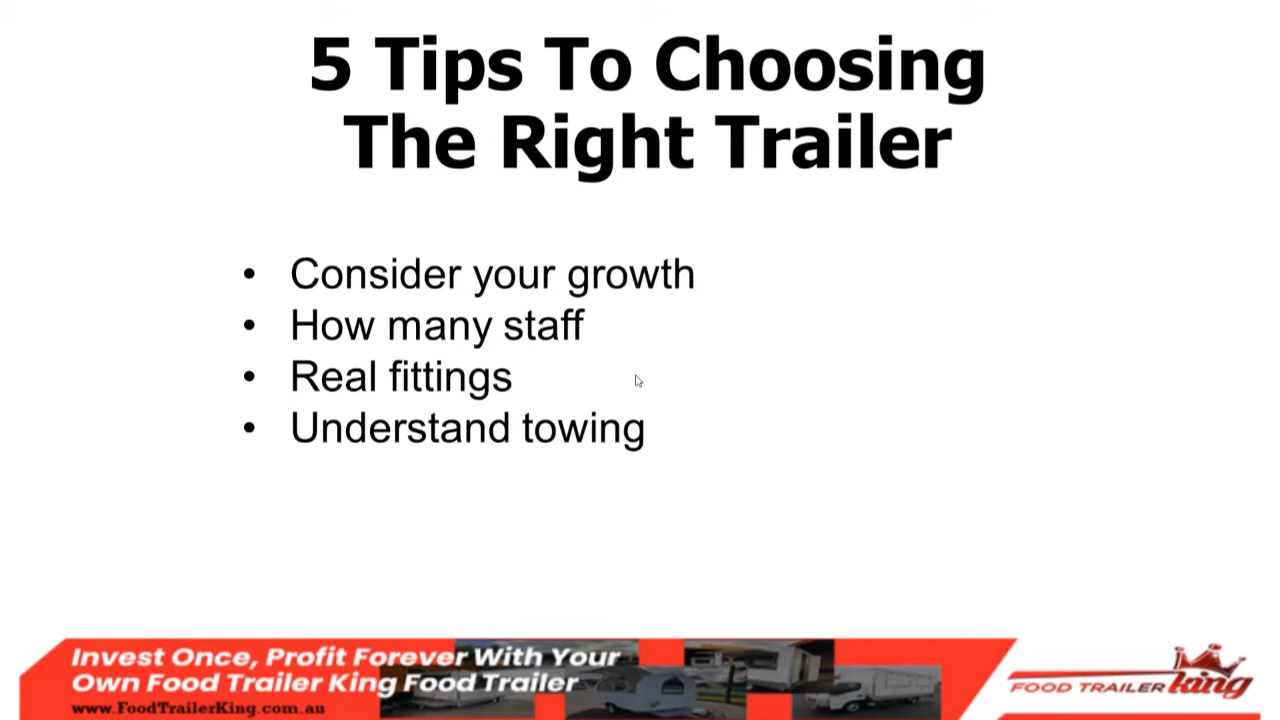 5 Tips To Choosing
The Right Trailer
• Consider your growth
• How many staff
• Real fittings
• Understand towing
Invest Once, Profit Forever With Your
Own Food Trailer King Food Trailer
www.FoodTrailerKing.com.au
FOOD TRAILER king